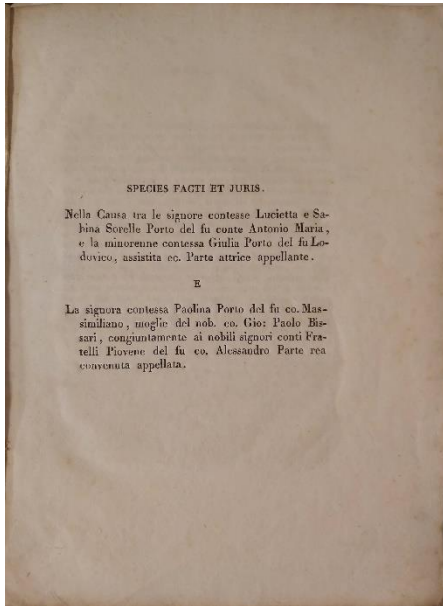 SPECIES FACTI ET JURIS.
Nella Causa tra le signore contesse Lucietta e Sa-
bina Sorelle Porto del fu conte Antonio Maria,
e la minorenne contessa Giulia Porto del fu Lo-
dovico, assistita ec. Parte attrice appellante.
E
La signora contessa Paolina Porto del fu co. Mas-
similiano, moglie del nob. co. Gio: Paolo Bis-
sari, congiuntamente ai nobili signori conti Fra-
telli Piovene del fu co. Alessandro Parte rea
convenuta appellata.